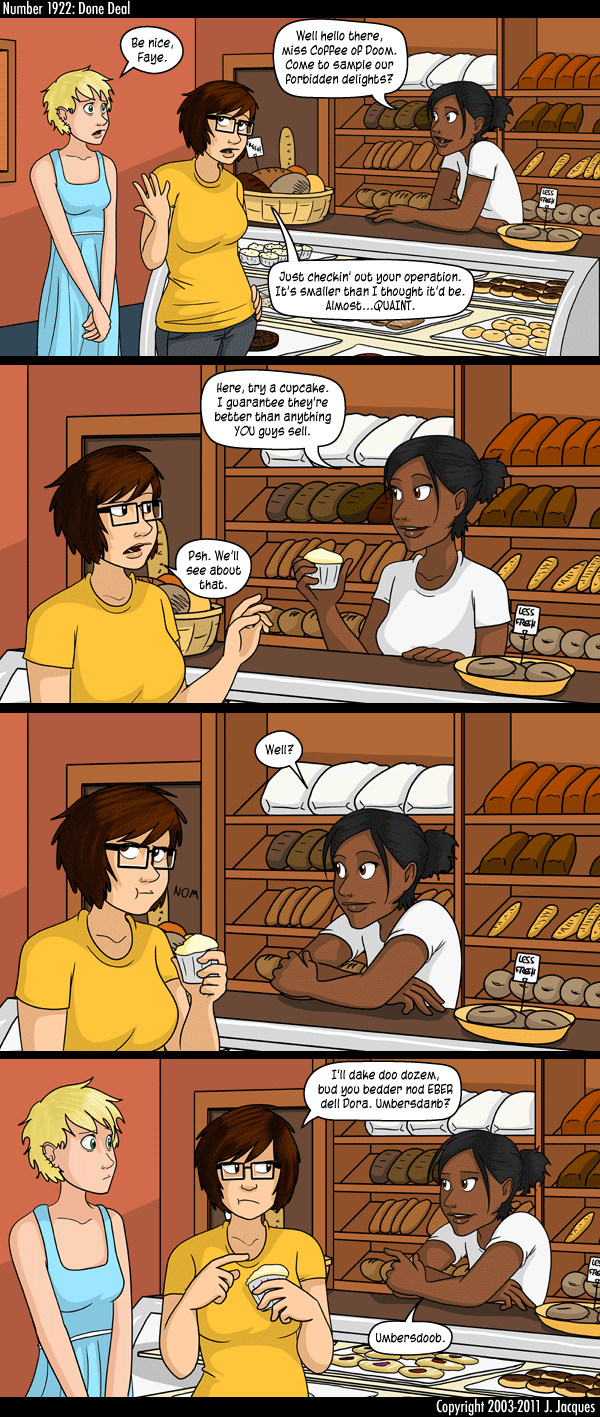 Number 1922: Done Deal
Be nice,
Faye.
Well hello there,
miss Coffee of Doom.
Come to sample our
forbidden delights?
Just checkin' out your operation.
It's smaller than I thought it'd be.
Almost...QUAINT.
LESS
FRESH
Here, try a cupcake.
I guarantee they're
better than anything
YOU guys sell.
Psh. We'll
see about
that.
LESS
FRESH
Well?
NOM
LESS
FRESH
I'll dake doo dozem,
bud you bedder nod EBER
dell Dora. Umbersdanb?
Umbersdoob.
Copyright 2003-2011 J. Jacques